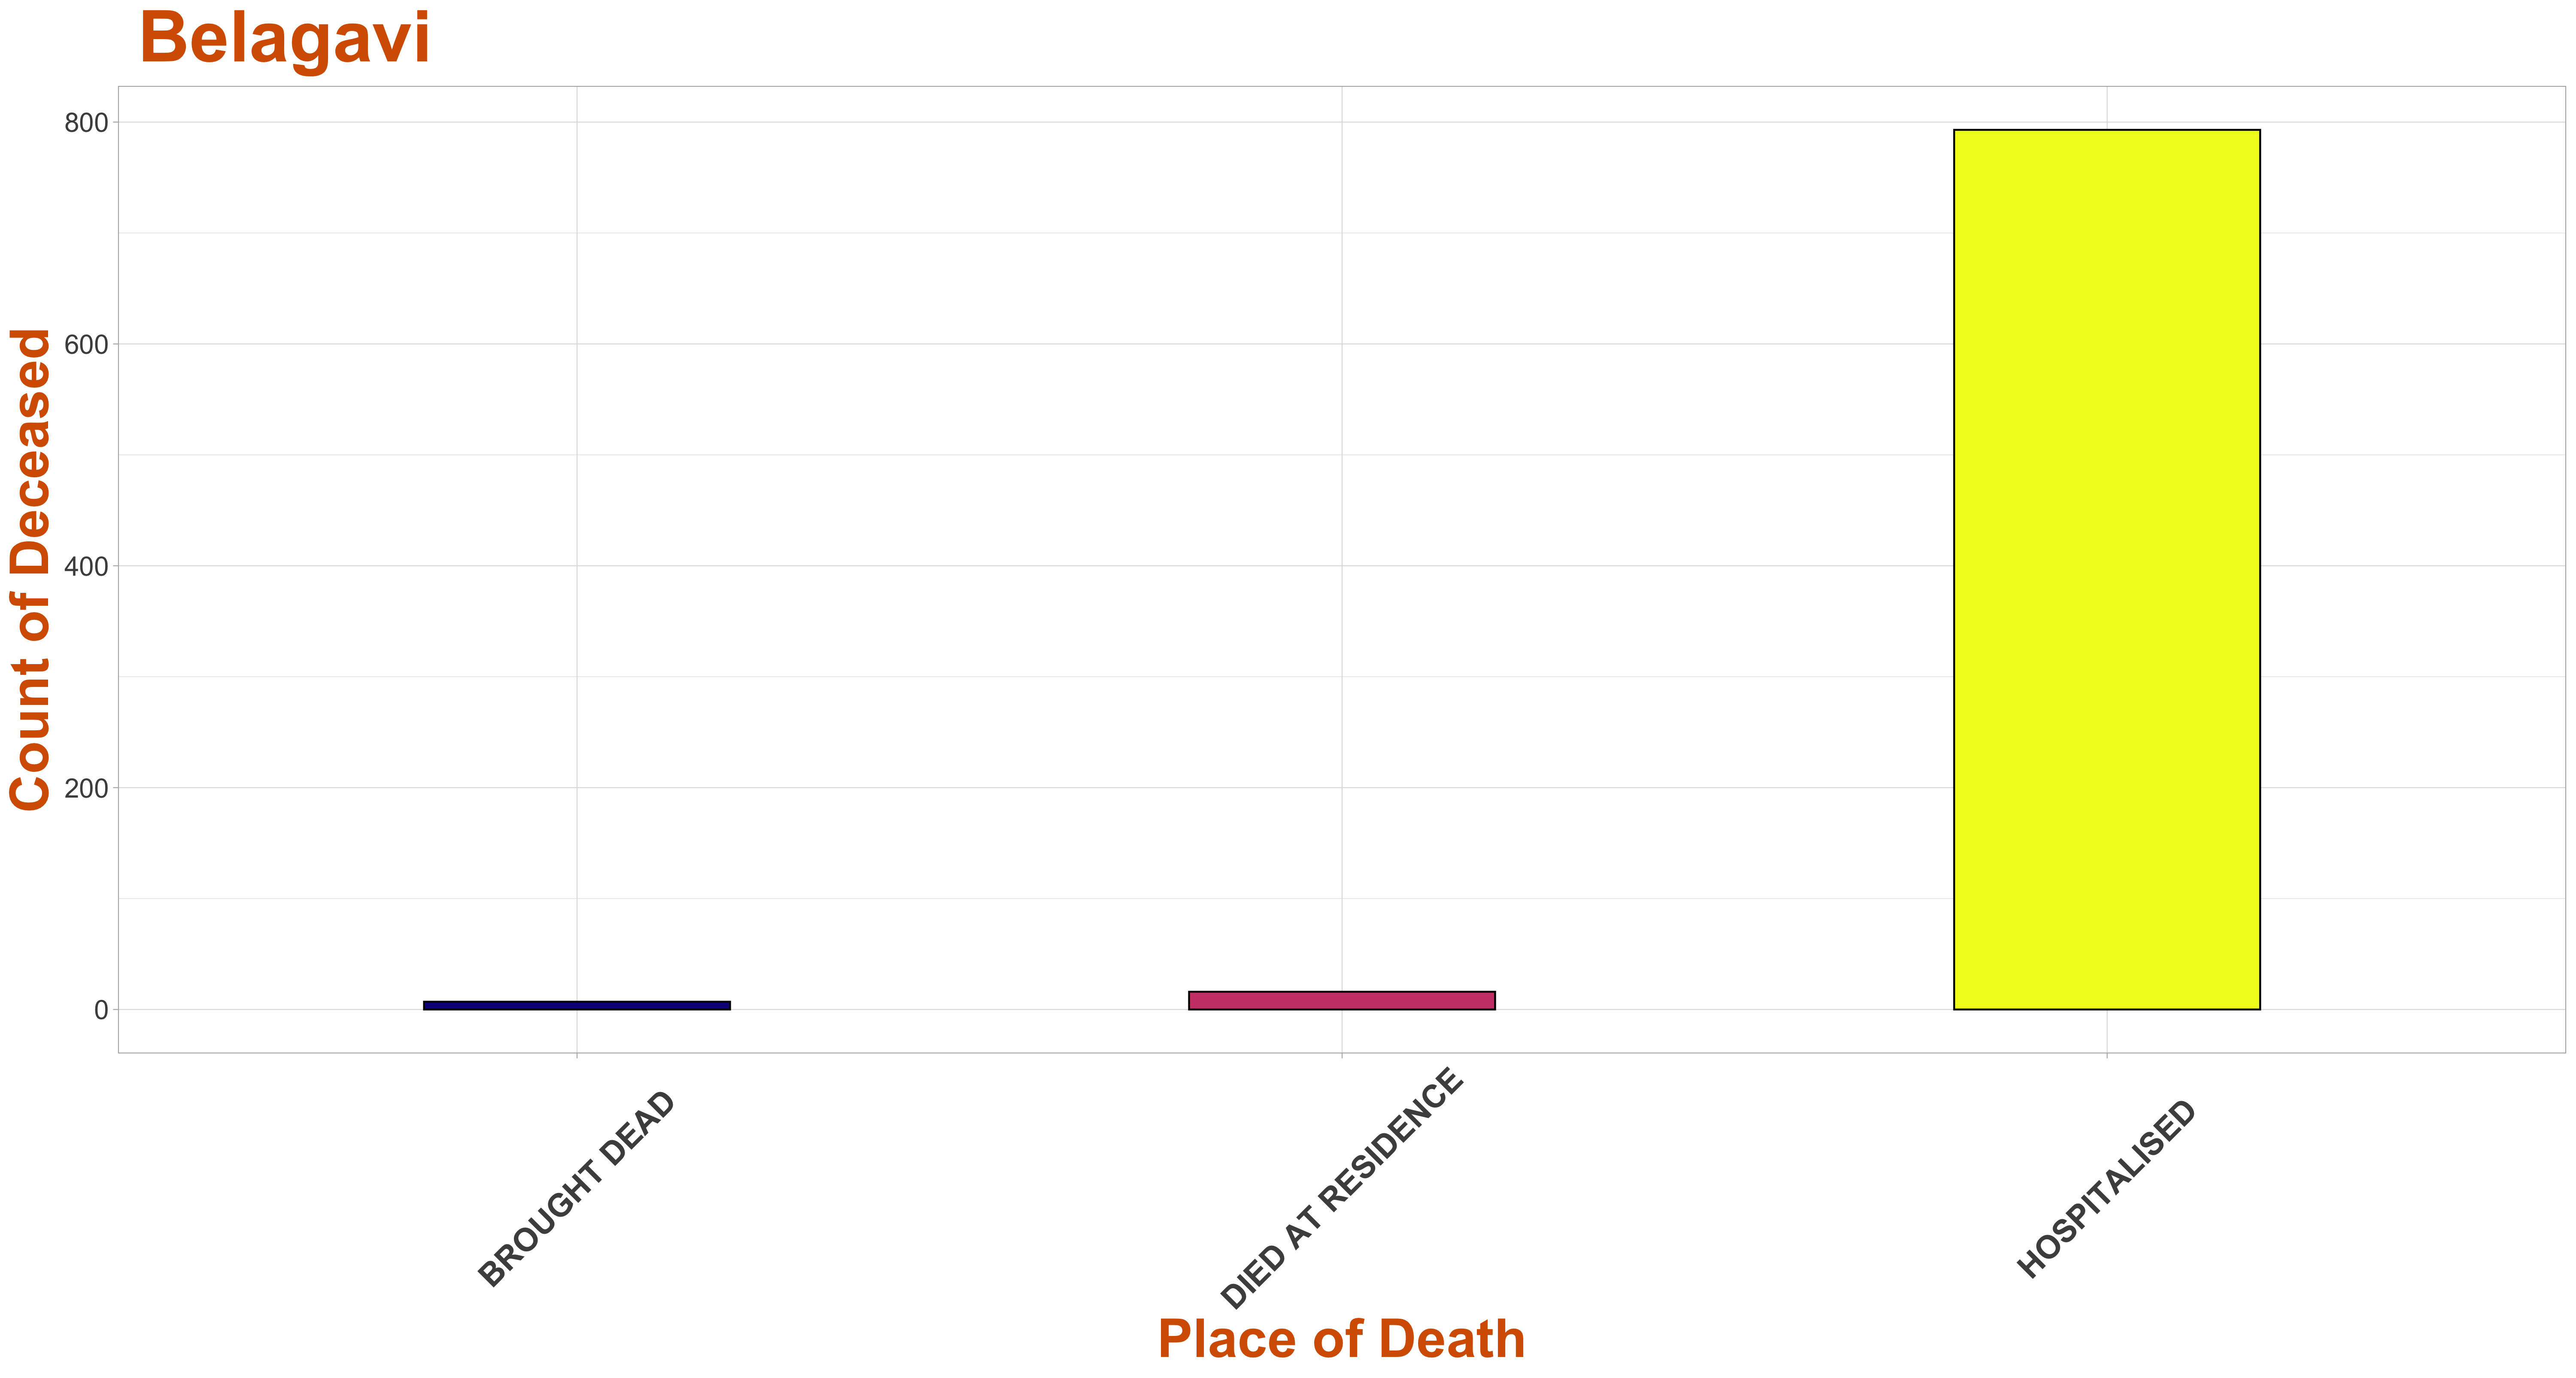 Belagavi
Count of Deceased
800
600
400
200
0
BROUGHT DEAD
DIED AT RESIDENCE
HOSPITALISED
Place of Death